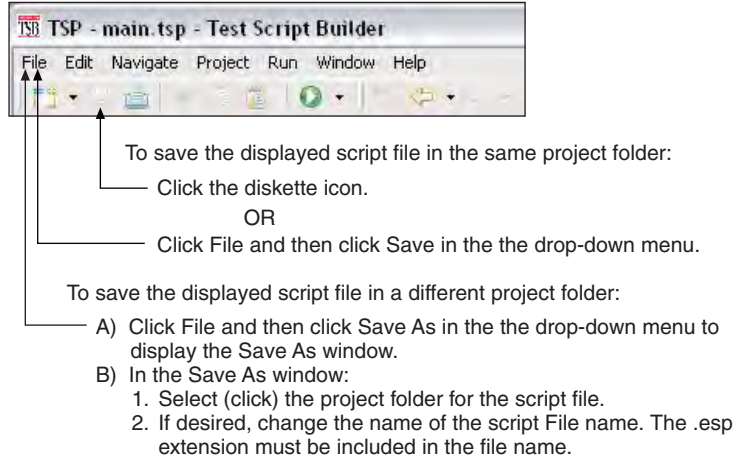 TSB TSP - main.tsp - Test Script Builder
File Edit Navigate Project Run Window Help
To save the displayed script file in the same project folder:
Click the diskette icon.
OR
Click File and then click Save in the the drop-down menu.
To save the displayed script file in a different project folder:
A) Click File and then click Save As in the the drop-down menu to
display the Save As window.
B) In the Save As window:
1. Select (click) the project folder for the script file.
2. If desired, change the name of the script File name. The .esp
extension must be included in the file name.